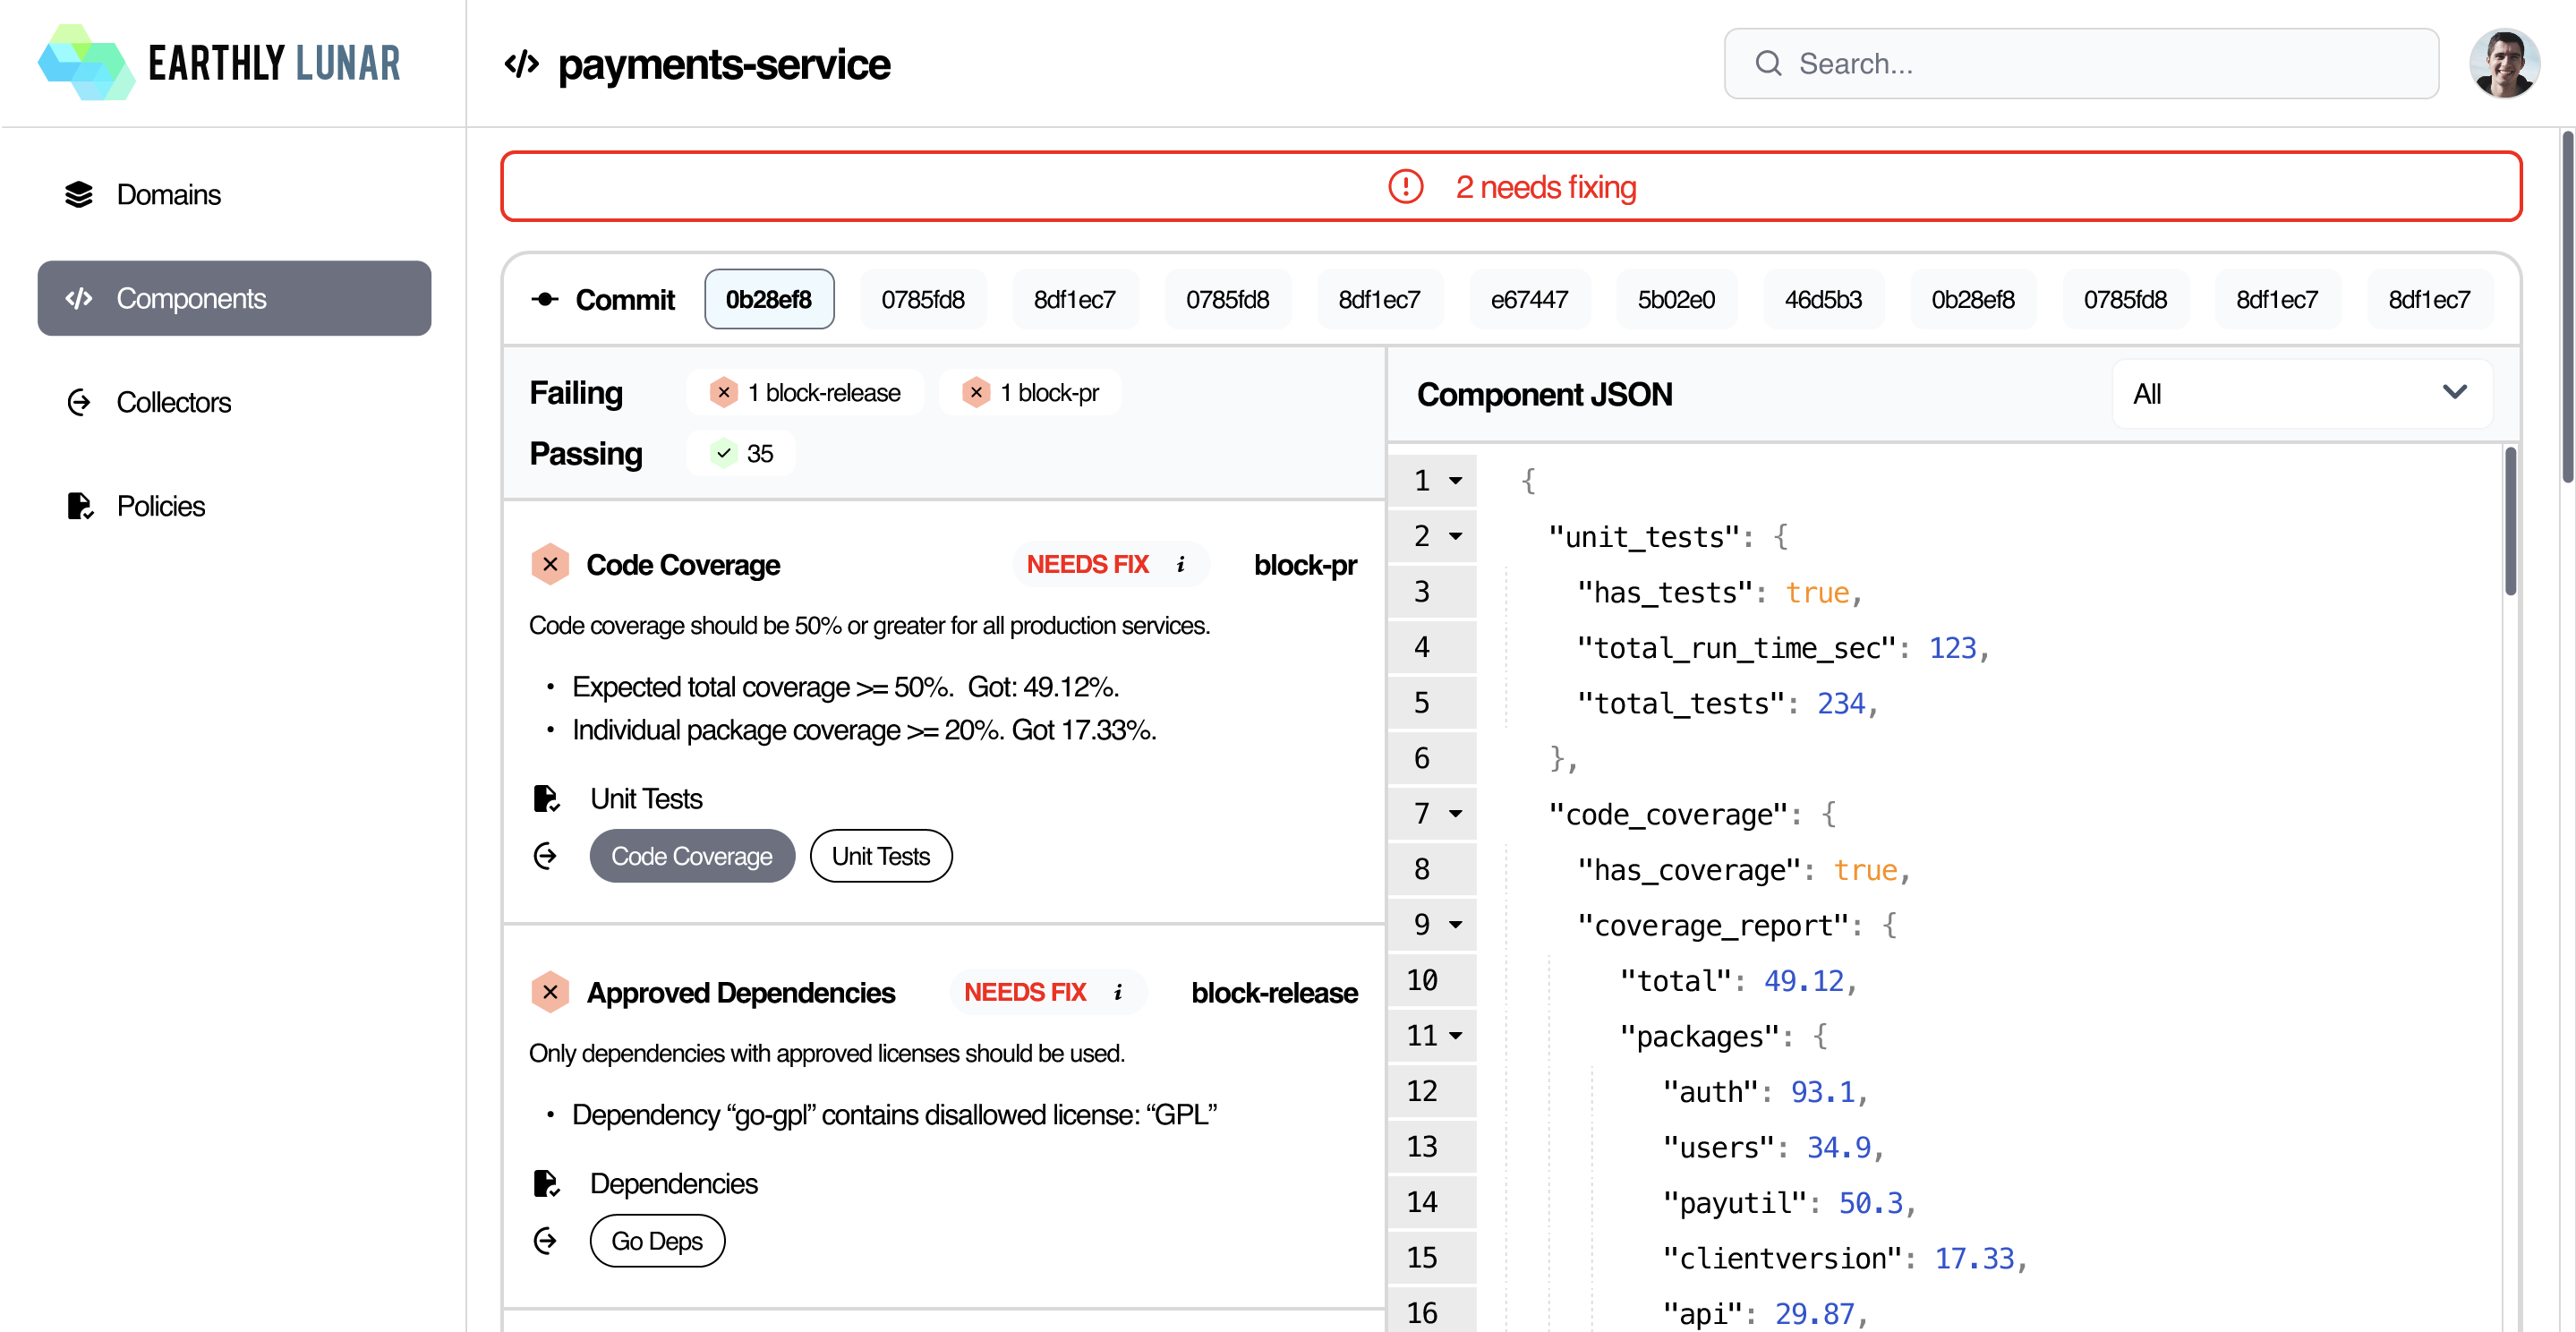 EARTHLY LUNAR
payments-service
Search...
Domains
Components
Collectors
Policies
2 needs fixing
Commit 0b28ef8 0785fd8 8df1ec7 0785fd8 8df1ec7 e67447 5b02e0 46d5b3 0b28ef8 0785fd8 8df1ec7 8df1ec7
Failing 1 block-release 1 block-pr
Passing 35
Code Coverage NEEDS FIX i block-pr
Code coverage should be 50% or greater for all production services.
• Expected total coverage >= 50%.  Got: 49.12%.
• Individual package coverage >= 20%. Got 17.33%.
Unit Tests
Code Coverage Unit Tests
Approved Dependencies NEEDS FIX i block-release
Only dependencies with approved licenses should be used.
• Dependency “go-gpl” contains disallowed license: “GPL”
Dependencies
Go Deps
Component JSON All
1 {
2 "unit_tests": {
3 "has_tests": true,
4 "total_run_time_sec": 123,
5 "total_tests": 234,
6 },
7 "code_coverage": {
8 "has_coverage": true,
9 "coverage_report": {
10 "total": 49.12,
11 "packages": {
12 "auth": 93.1,
13 "users": 34.9,
14 "payutil": 50.3,
15 "clientversion": 17.33,
16 "api": 29.87,